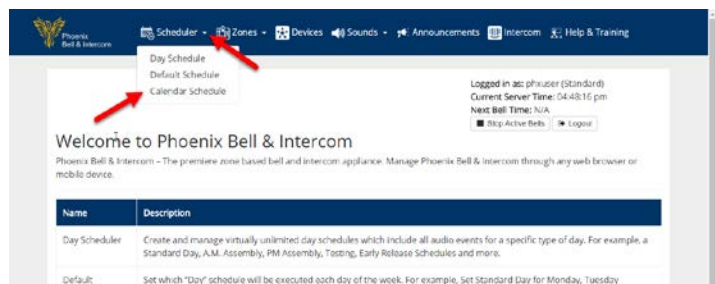 Phoenix
Bell & Intercom
Scheduler Zones Devices Sounds Announcements Intercom Help & Training
Day Schedule
Default Schedule
Calendar Schedule
Logged in as: phxuser (Standard)
Current Server Time: 04:48:16 pm
Next Bell Time: N/A
Stop Active Bells Logout
Welcome to Phoenix Bell & Intercom
Phoenix Bell & Intercom - The premiere zone based bell and intercom appliance. Manage Phoenix Bell & Intercom through any web browser or
mobile device.
Name Description
Day Scheduler Create and manage virtually unlimited day schedules which include all audio events for a specific type of day. For example, a
Standard Day, A.M. Assembly, PM Assembly, Testing, Early Release Schedules and more.
Default Set which "Day" schedule will be executed each day of the week. For example, Set Standard Day for Monday, Tuesday